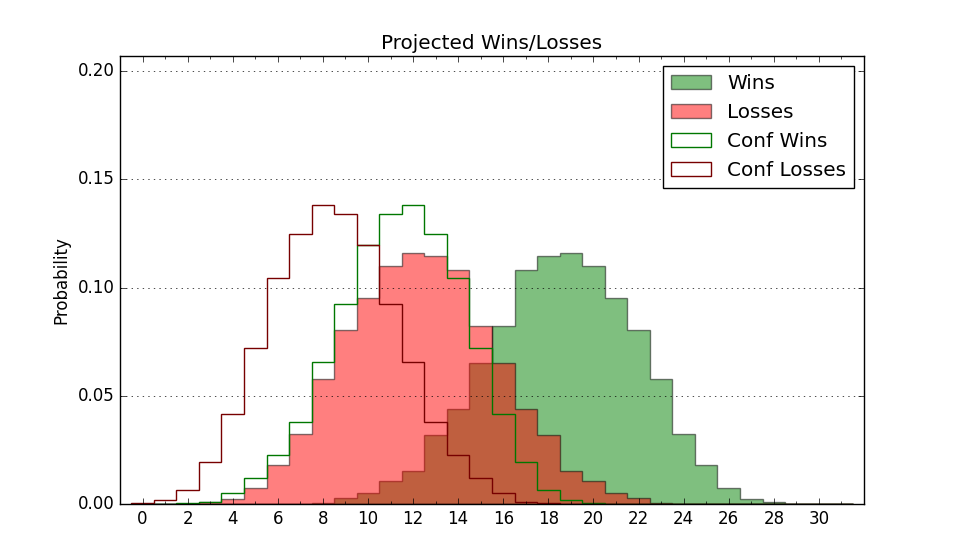 Projected Wins/Losses
0.20
0.15
0.10
0.05
0.00
Probability
Wins
Losses
Conf Wins
Conf Losses
0 2 4 6 8 10 12 14 16 18 20 22 24 26 28 30